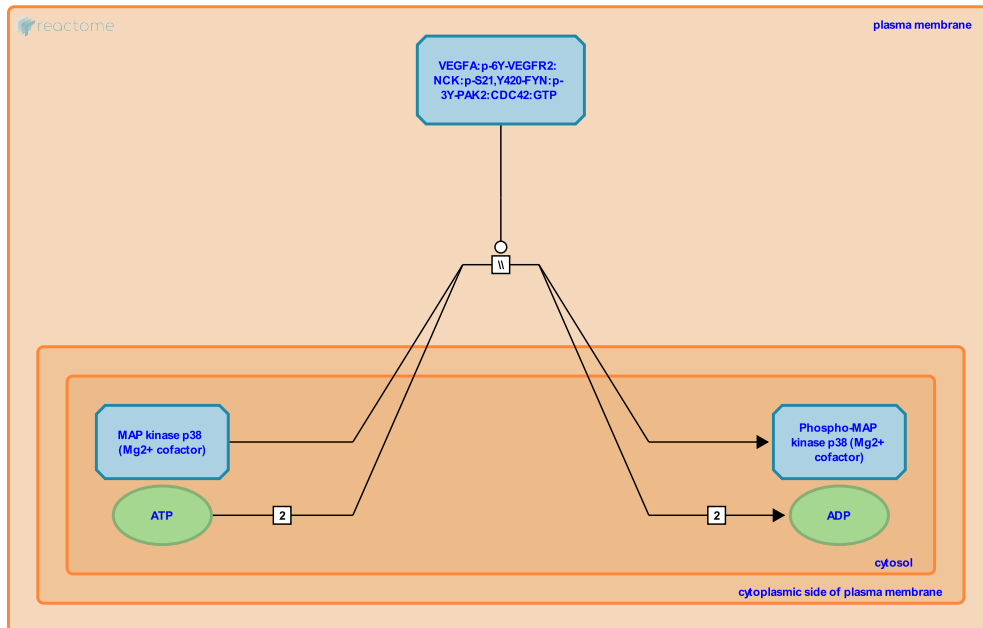 reactome
plasma membrane
VEGFA:p-6Y-VEGFR2:
NCK:p-S21,Y420-FYN:p-
3Y-PAK2:CDC42:GTP
\\
MAP kinase p38
(Mg2+ cofactor)
Phospho-MAP
kinase p38 (Mg2+
cofactor)
ATP
2
2
ADP
cytosol
cytoplasmic side of plasma membrane